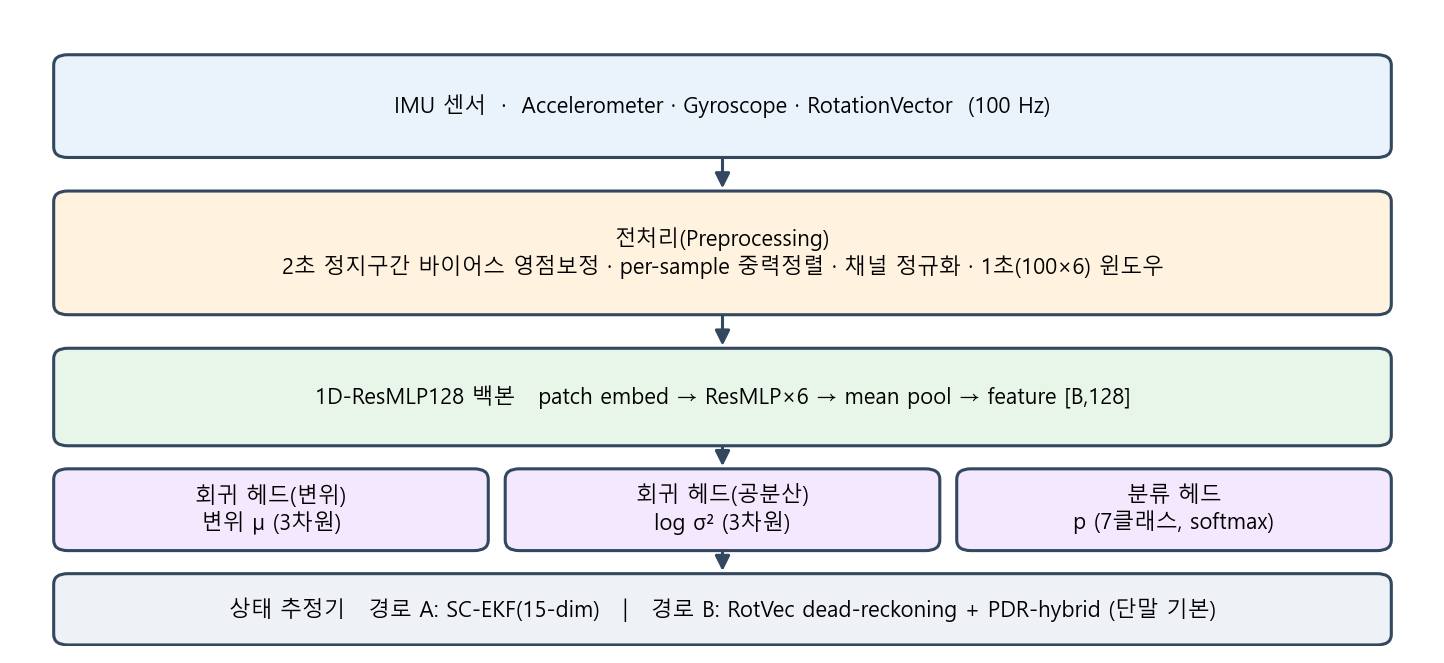 IMU 센서 · Accelerometer · Gyroscope · RotationVector (100 Hz)
전처리(Preprocessing)
2초 정지구간 바이어스 영점보정 · per-sample 중력정렬 · 채널 정규화 · 1초(100×6) 윈도우
1D-ResMLP128 백본 patch embed → ResMLP×6 → mean pool → feature [B,128]
회귀 헤드(변위)
변위 μ (3차원)
회귀 헤드(공분산)
log σ² (3차원)
분류 헤드
p (7클래스, softmax)
상태 추정기 경로 A: SC-EKF(15-dim) | 경로 B: RotVec dead-reckoning + PDR-hybrid (단말 기본)